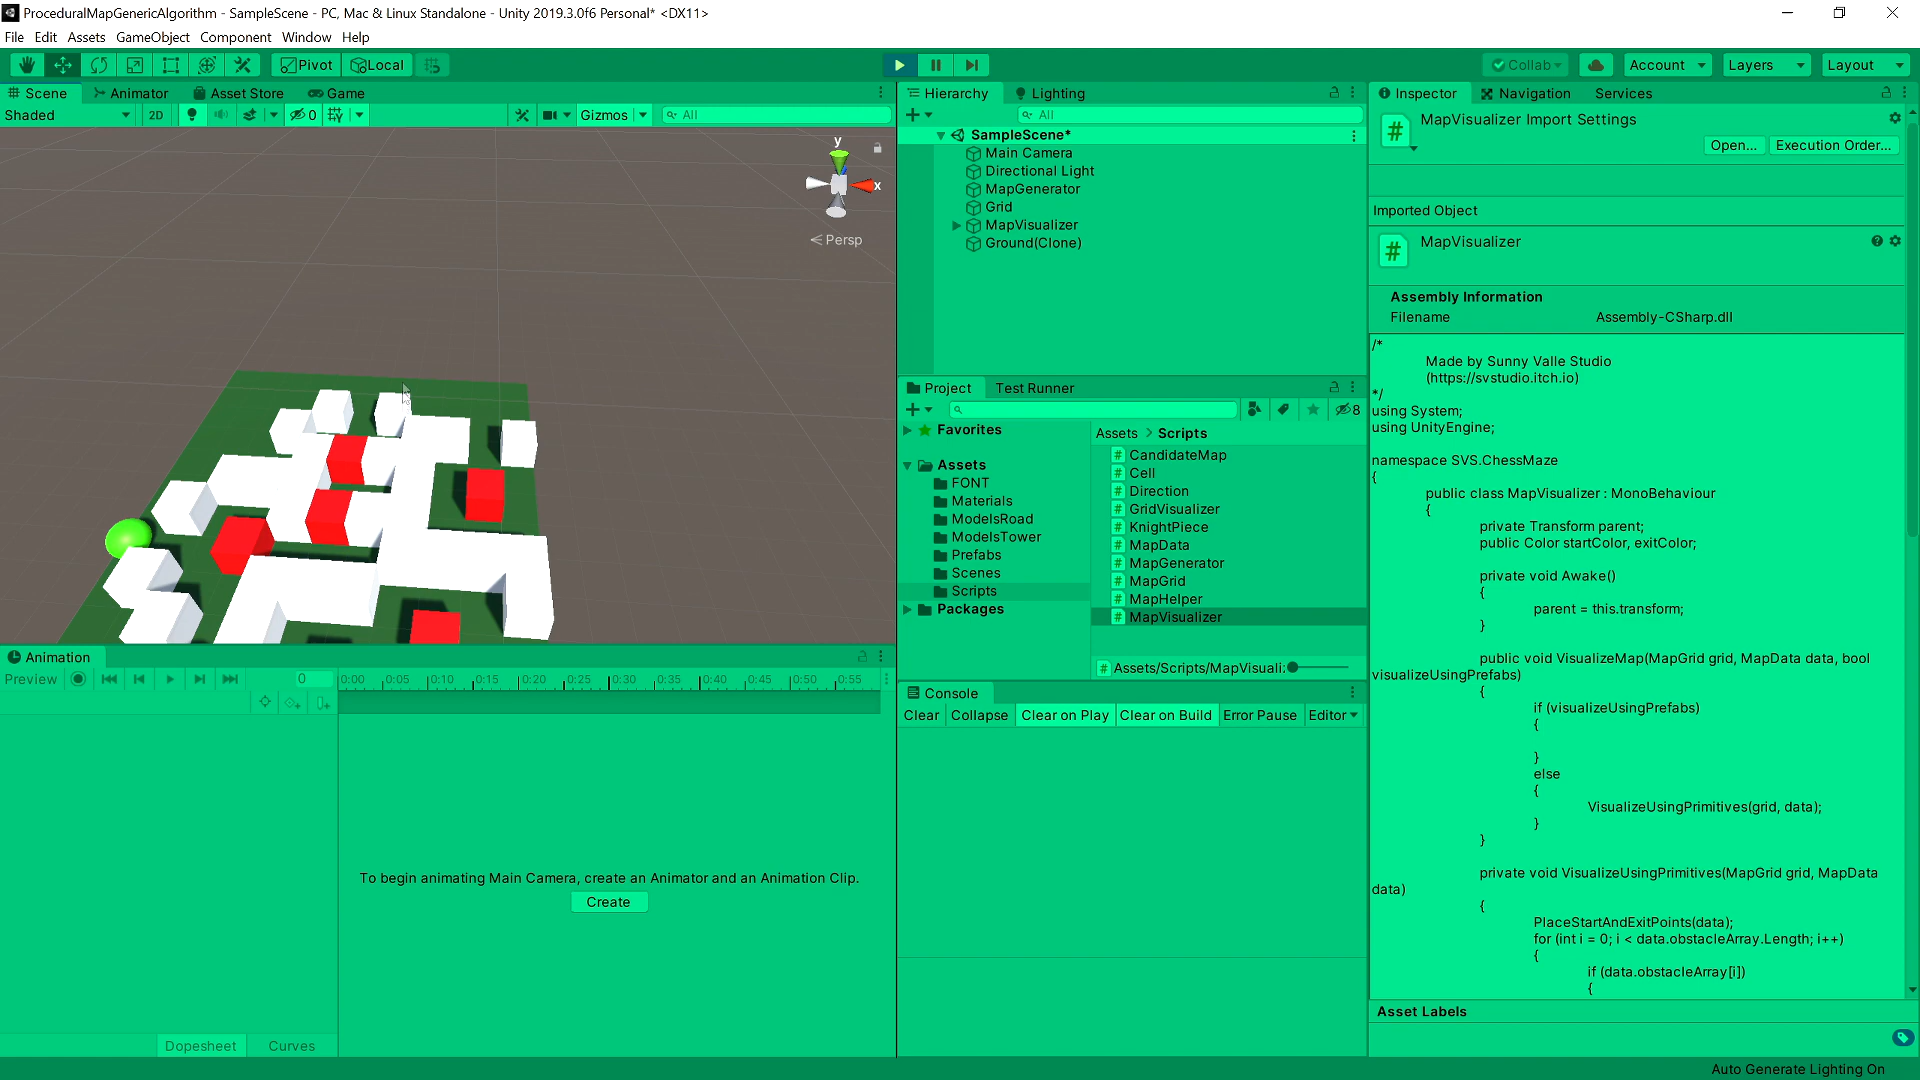 ProceduralMapGenericAlgorithm - SampleScene - PC, Mac & Linux Standalone - Unity 2019.3.0f6 Personal* <DX11>
File Edit Assets GameObject Component Window Help
Pivot Local Collab Account Layers Layout
Scene Animator Asset Store Game
Shaded 2D 0 Gizmos All
y
x
Persp
Hierarchy Lighting
All
SampleScene*
Main Camera
Directional Light
MapGenerator
Grid
MapVisualizer
Ground(Clone)
Project Test Runner
8
Favorites
Assets
FONT
Materials
ModelsRoad
ModelsTower
Prefabs
Scenes
Scripts
Packages
Assets > Scripts
CandidateMap
Cell
Direction
GridVisualizer
KnightPiece
MapData
MapGenerator
MapGrid
MapHelper
MapVisualizer
Assets/Scripts/MapVisuali
Console
Clear Collapse Clear on Play Clear on Build Error Pause Editor
Animation
Preview 0 0:00 0:05 0:10 0:15 0:20 0:25 0:30 0:35 0:40 0:45 0:50 0:55
To begin animating Main Camera, create an Animator and an Animation Clip.
Create
Dopesheet Curves
Inspector Navigation Services
MapVisualizer Import Settings
Open... Execution Order...
Imported Object
MapVisualizer
Assembly Information
Filename Assembly-CSharp.dll
/*
Made by Sunny Valle Studio
(https://svstudio.itch.io)
*/
using System;
using UnityEngine;
namespace SVS.ChessMaze
{
public class MapVisualizer : MonoBehaviour
{
private Transform parent;
public Color startColor, exitColor;
private void Awake()
{
parent = this.transform;
}
public void VisualizeMap(MapGrid grid, MapData data, bool
visualizeUsingPrefabs)
{
if (visualizeUsingPrefabs)
{
}
else
{
VisualizeUsingPrimitives(grid, data);
}
}
private void VisualizeUsingPrimitives(MapGrid grid, MapData
data)
{
PlaceStartAndExitPoints(data);
for (int i = 0; i < data.obstacleArray.Length; i++)
{
if (data.obstacleArray[i])
{
Asset Labels
Auto Generate Lighting On